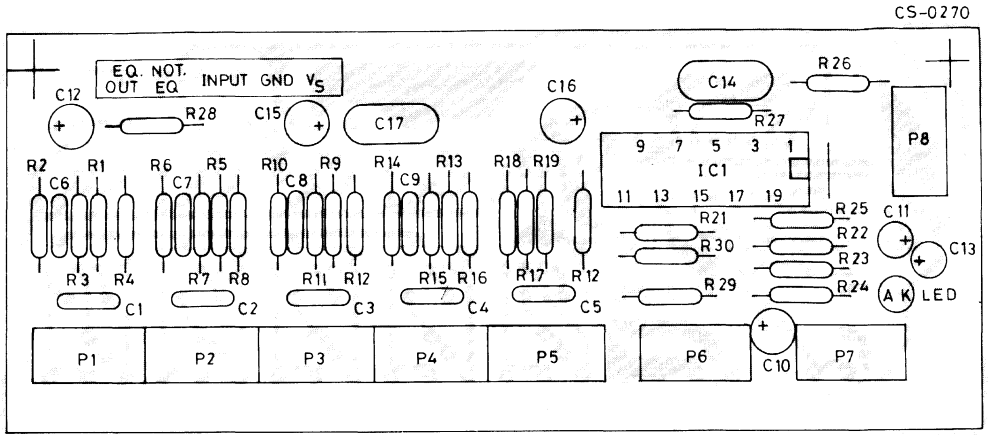 CS-0270
EQ. NOT. INPUT GND VS
OUT EQ
C12
R28
C15
C17
C16
C14
R27
R26
P8
9 7 5 3 1
IC1
11 13 15 17 19
R2 C6 R1
R6 C7 R5
R10 C8 R9
R14 C9 R13
R18 R19
R21
R30
R29
R25
R22
R23
R24
C11
C13
A K LED
R3 R4
R7 R8
R11 R12
R15 R16
R17 R12
C1
C2
C3
C4
C5
P1 P2 P3 P4 P5 P6 P7
C10